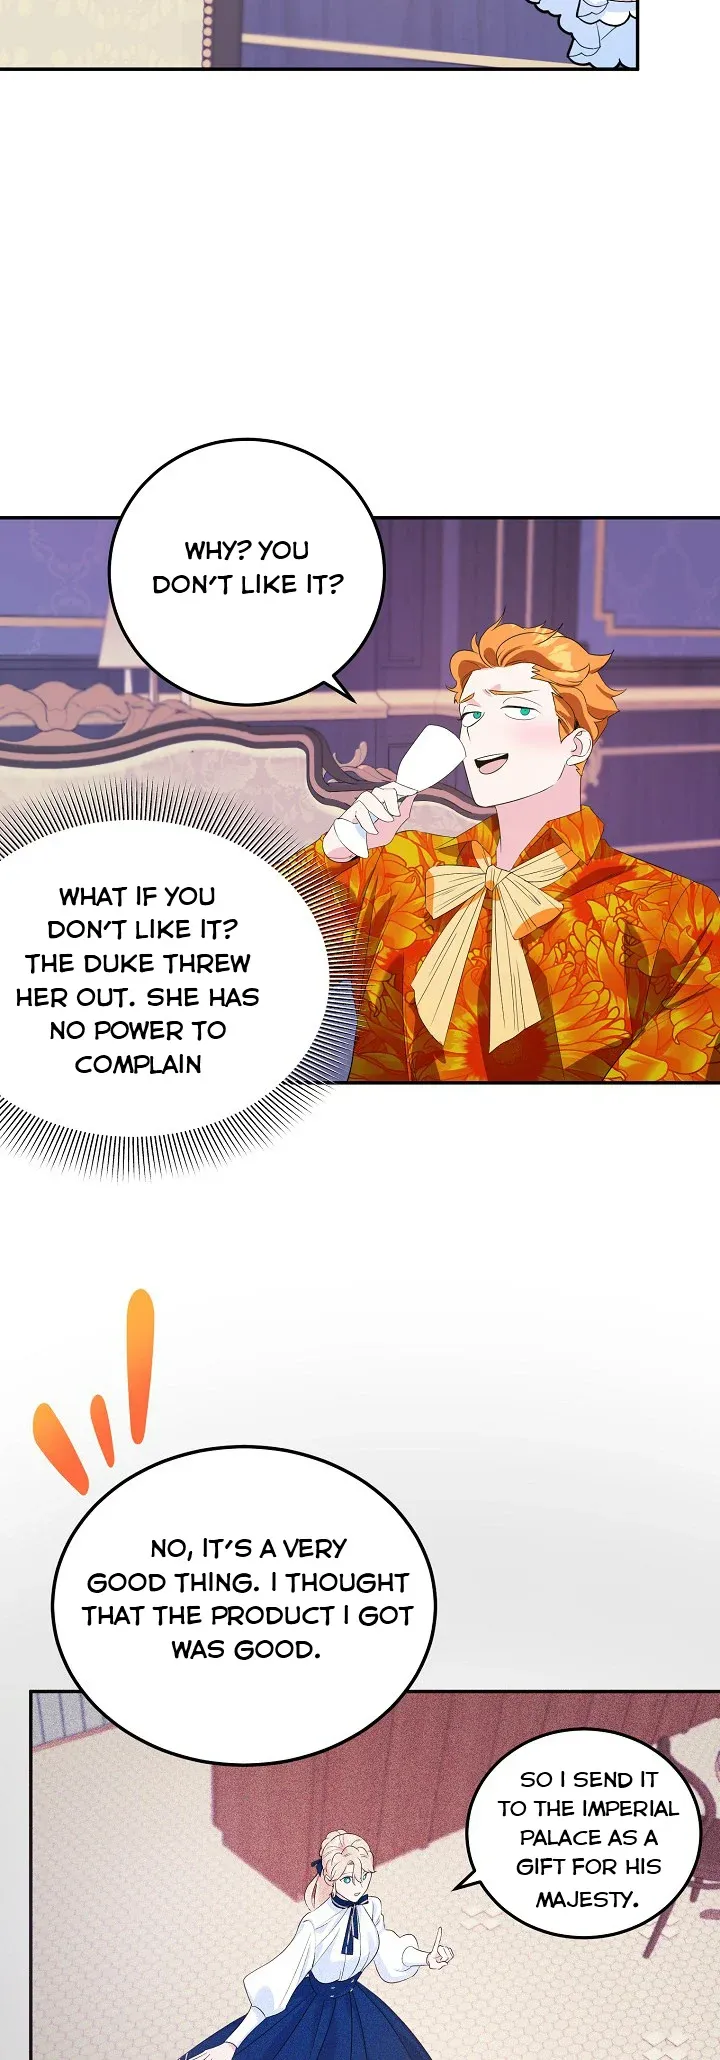 WHY? YOU
DON'T LIKE IT?
WHAT IF YOU
DON'T LIKE IT?
THE DUKE THREW
HER OUT. SHE HAS
NO POWER TO
COMPLAIN
NO, IT'S A VERY
GOOD THING. I THOUGHT
THAT THE PRODUCT I GOT
WAS GOOD.
SO I SEND IT
TO THE IMPERIAL
PALACE AS A
GIFT FOR HIS
MAJESTY.